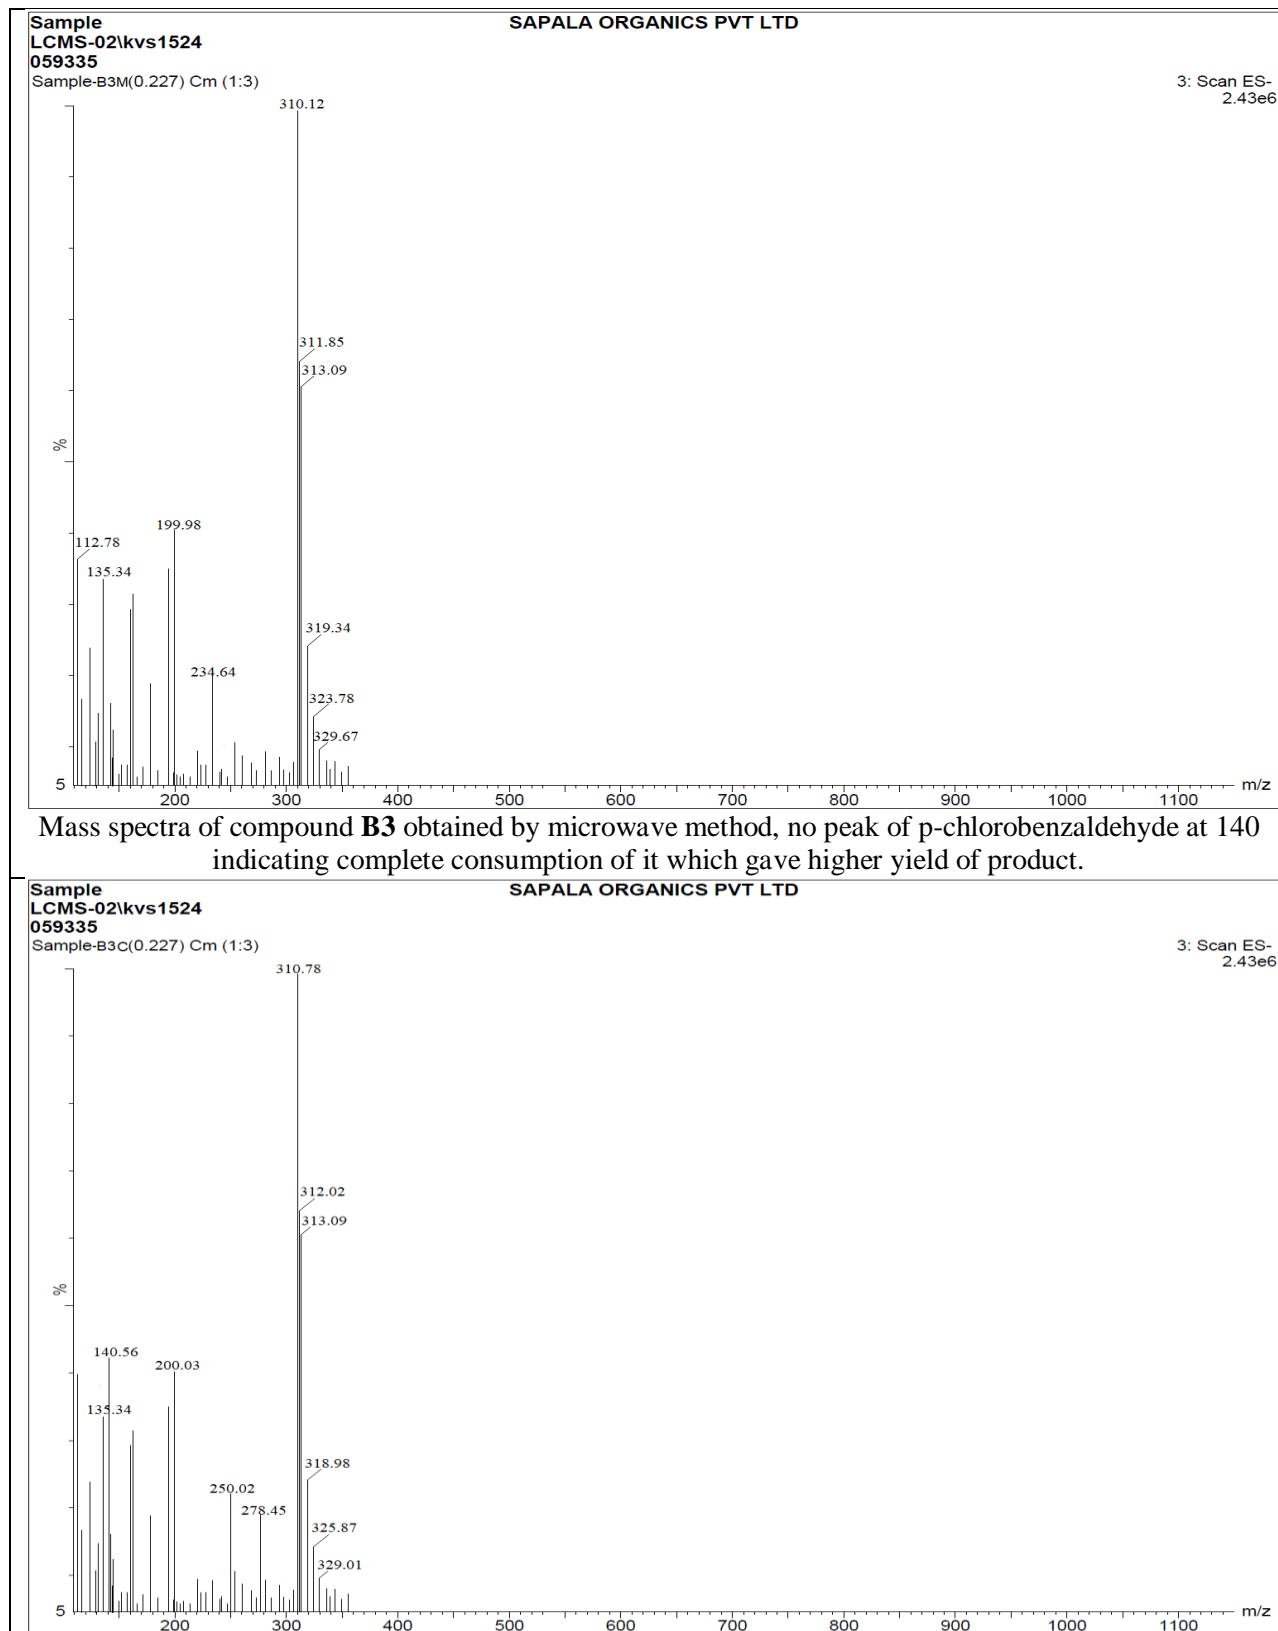 Sample
SAPALA ORGANICS PVT LTD
LCMS-02\kvs1524
059335
Sample-B3M(0.227) Cm (1:3)
3: Scan ES-
2.43e6
310.12
311.85
313.09
%
199.98
112.78
135.34
319.34
234.64
323.78
329.67
5
m/z
200 300 400 500 600 700 800 900 1000 1100
Mass spectra of compound B3 obtained by microwave method, no peak of p-chlorobenzaldehyde at 140
indicating complete consumption of it which gave higher yield of product.
Sample
SAPALA ORGANICS PVT LTD
LCMS-02\kvs1524
059335
Sample-B3C(0.227) Cm (1:3)
3: Scan ES-
2.43e6
310.78
312.02
313.09
%
140.56
200.03
135.34
318.98
250.02
278.45
325.87
329.01
5
m/z
200 300 400 500 600 700 800 900 1000 1100